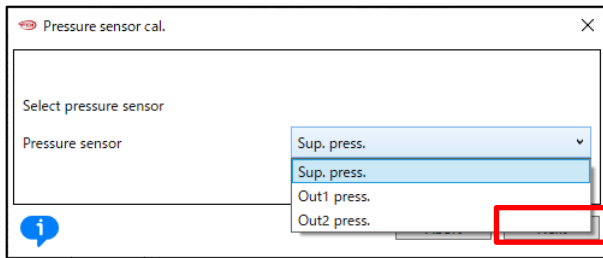 Pressure sensor cal.
Select pressure sensor
Pressure sensor
Sup. press.
Sup. press.
Out1 press.
Out2 press.